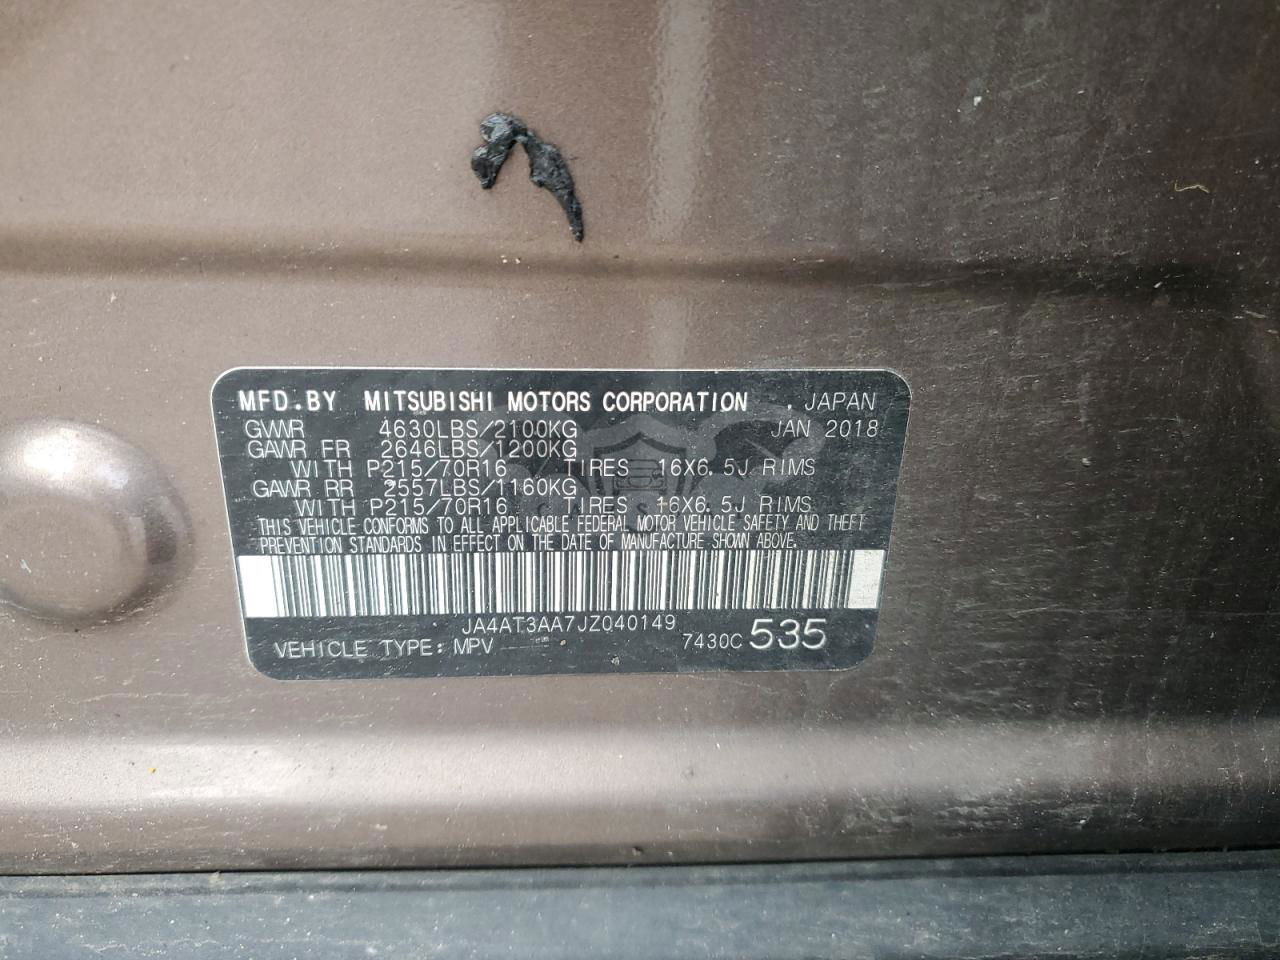 MFD.BY MITSUBISHI MOTORS CORPORATION , JAPAN
GVWR 4630LBS/2100KG JAN 2018
GAWR FR 2646LBS/1200KG
WITH P215/70R16 TIRES 16X6.5J RIMS
GAWR RR 2557LBS/1160KG
WITH P215/70R16 TIRES 16X6.5J RIMS
THIS VEHICLE CONFORMS TO ALL APPLICABLE FEDERAL MOTOR VEHICLE SAFETY AND THEFT
PREVENTION STANDARDS IN EFFECT ON THE DATE OF MANUFACTURE SHOWN ABOVE.
JA4AT3AA7JZ040149
VEHICLE TYPE: MPV 7430C 535